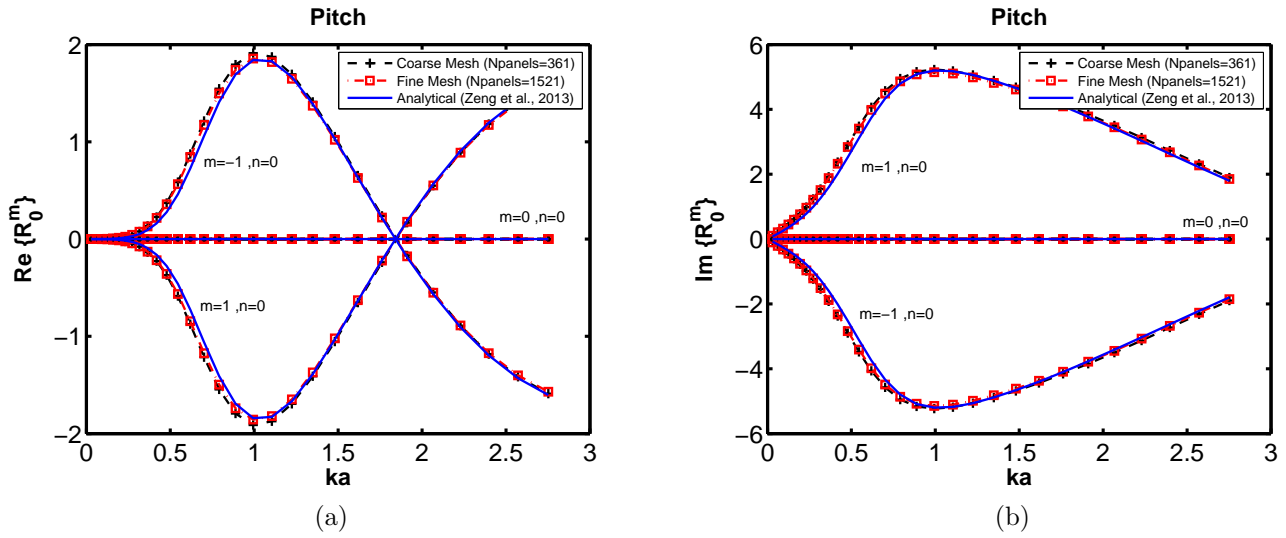 Pitch
2
1
0
−1
−2
Re {R_0^m}
Coarse Mesh (Npanels=361)
Fine Mesh (Npanels=1521)
Analytical (Zeng et al., 2013)
m=−1 ,n=0
m=0 ,n=0
m=1 ,n=0
0 0.5 1 1.5 2 2.5 3
ka
(a)
Pitch
6
4
2
0
−2
−4
−6
Im {R_0^m}
Coarse Mesh (Npanels=361)
Fine Mesh (Npanels=1521)
Analytical (Zeng et al., 2013)
m=1 ,n=0
m=0 ,n=0
m=−1 ,n=0
0 0.5 1 1.5 2 2.5 3
ka
(b)